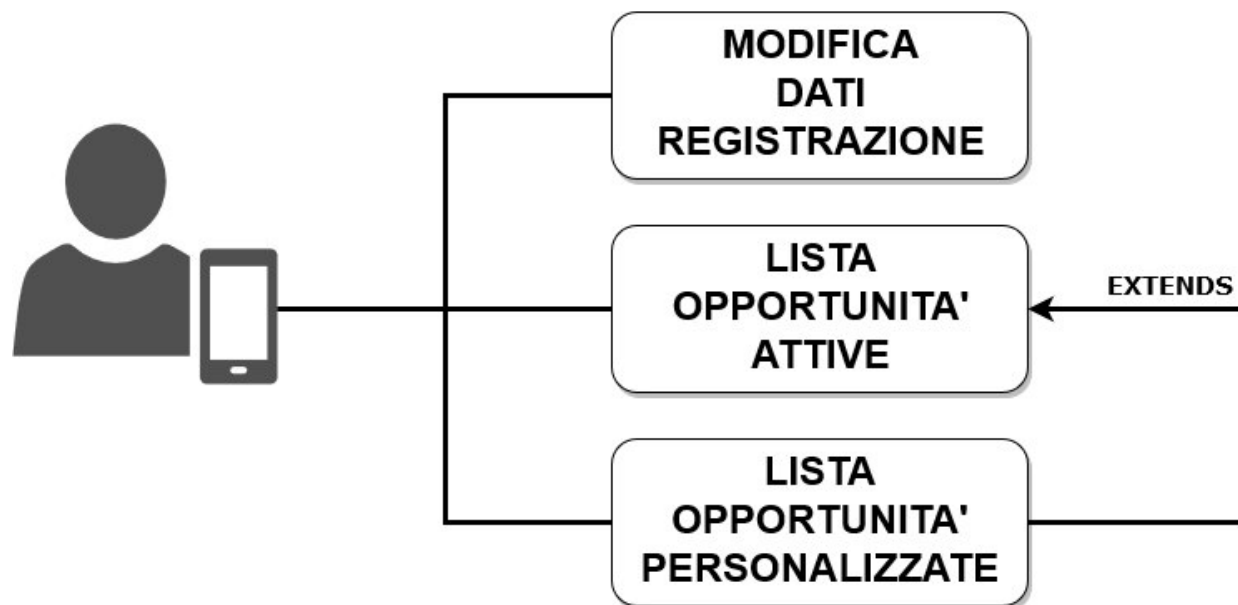 MODIFICA
DATI
REGISTRAZIONE
LISTA
OPPORTUNITA'
ATTIVE
EXTENDS
LISTA
OPPORTUNITA'
PERSONALIZZATE